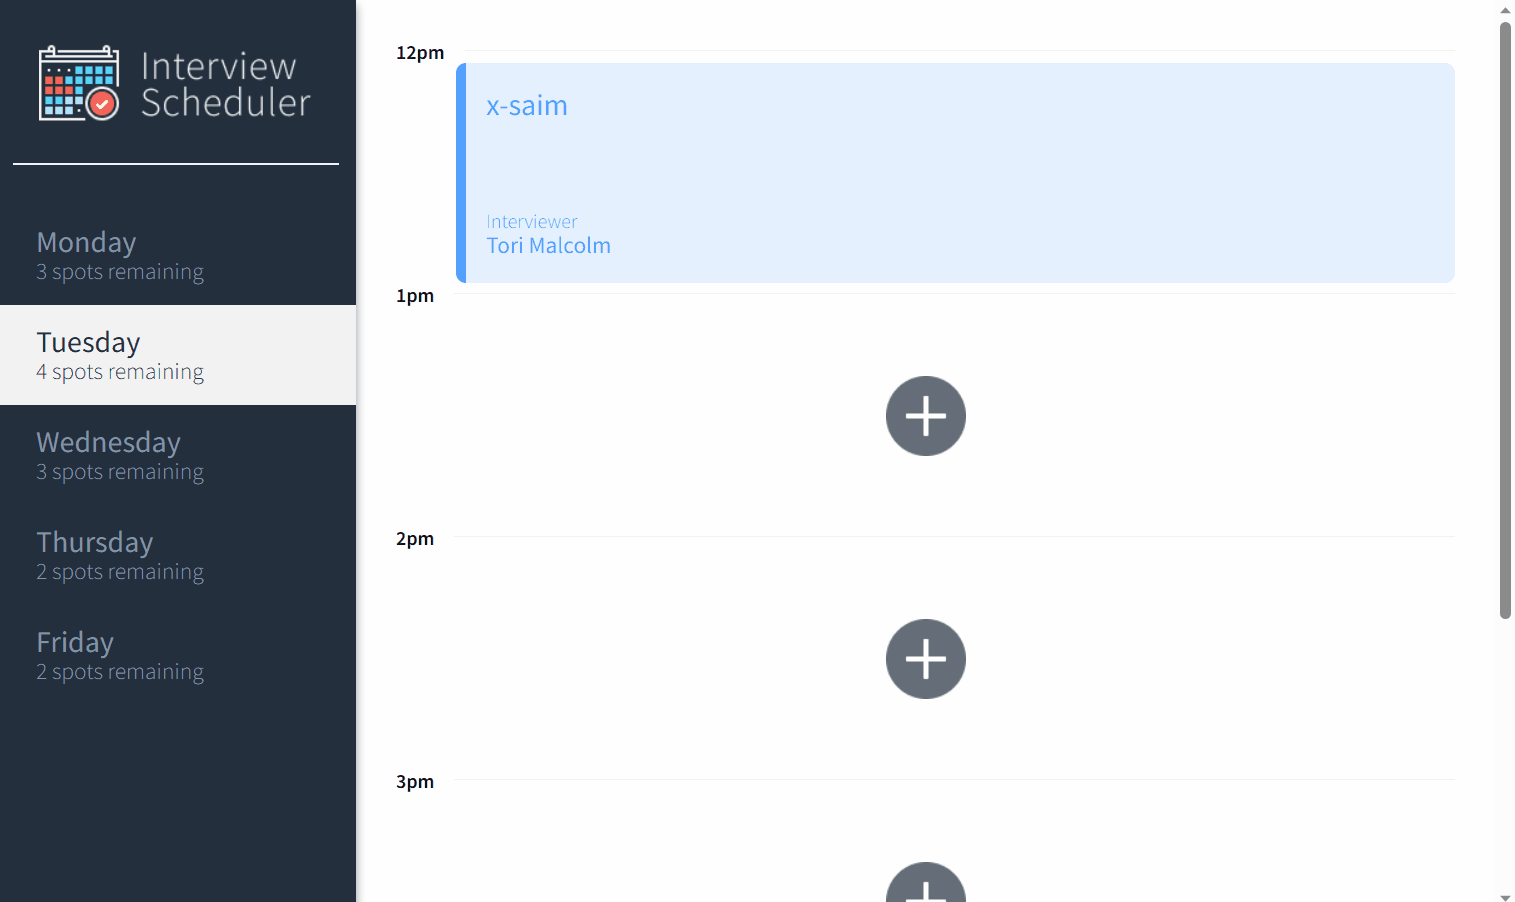 Interview
Scheduler
Monday
3 spots remaining
Tuesday
4 spots remaining
Wednesday
3 spots remaining
Thursday
2 spots remaining
Friday
2 spots remaining
12pm
x-saim
Interviewer
Tori Malcolm
1pm
2pm
3pm